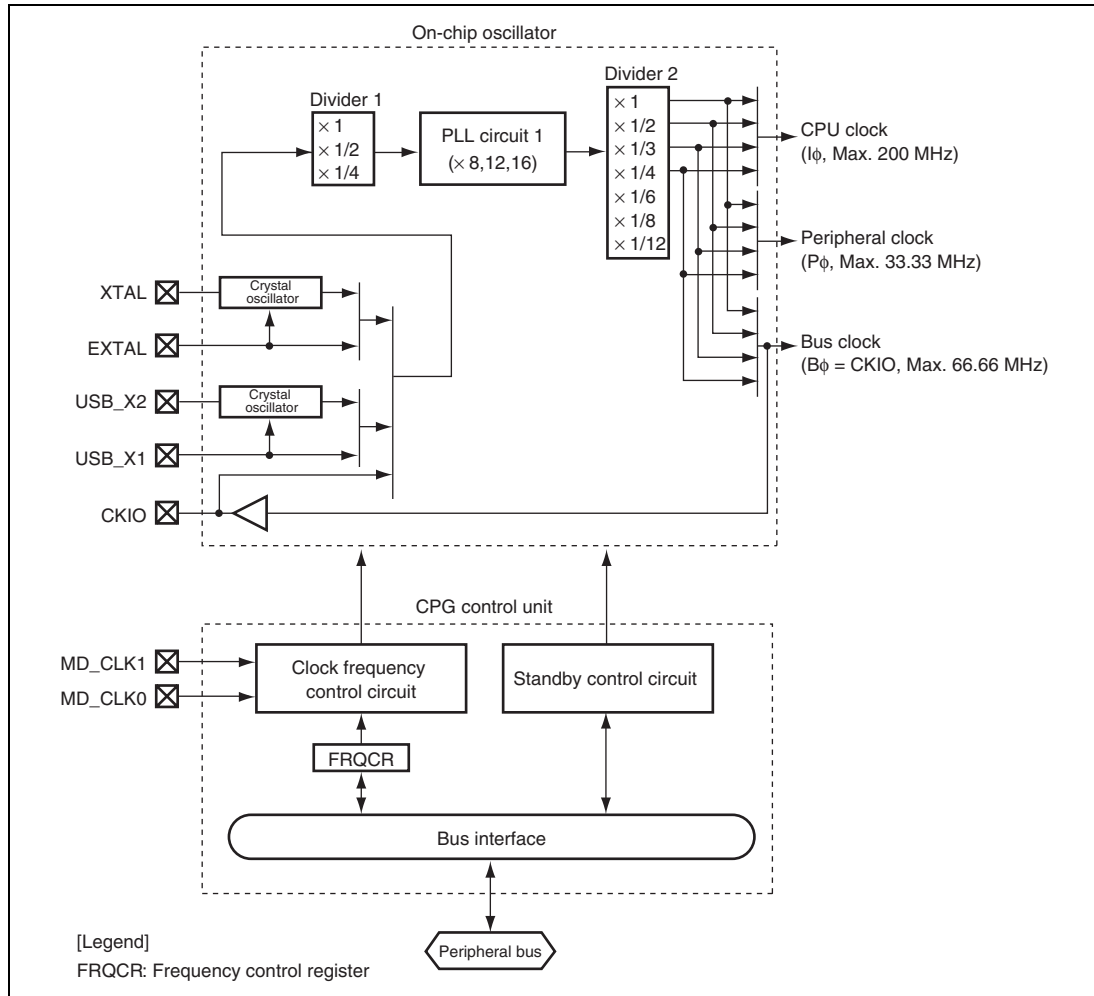 On-chip oscillator
Divider 1
× 1
× 1/2
× 1/4
PLL circuit 1
(× 8,12,16)
Divider 2
× 1
× 1/2
× 1/3
× 1/4
× 1/6
× 1/8
× 1/12
CPU clock
(Iφ, Max. 200 MHz)
Peripheral clock
(Pφ, Max. 33.33 MHz)
Bus clock
(Bφ = CKIO, Max. 66.66 MHz)
XTAL
Crystal
oscillator
EXTAL
USB_X2
Crystal
oscillator
USB_X1
CKIO
CPG control unit
MD_CLK1
MD_CLK0
Clock frequency
control circuit
Standby control circuit
FRQCR
Bus interface
Peripheral bus
[Legend]
FRQCR: Frequency control register